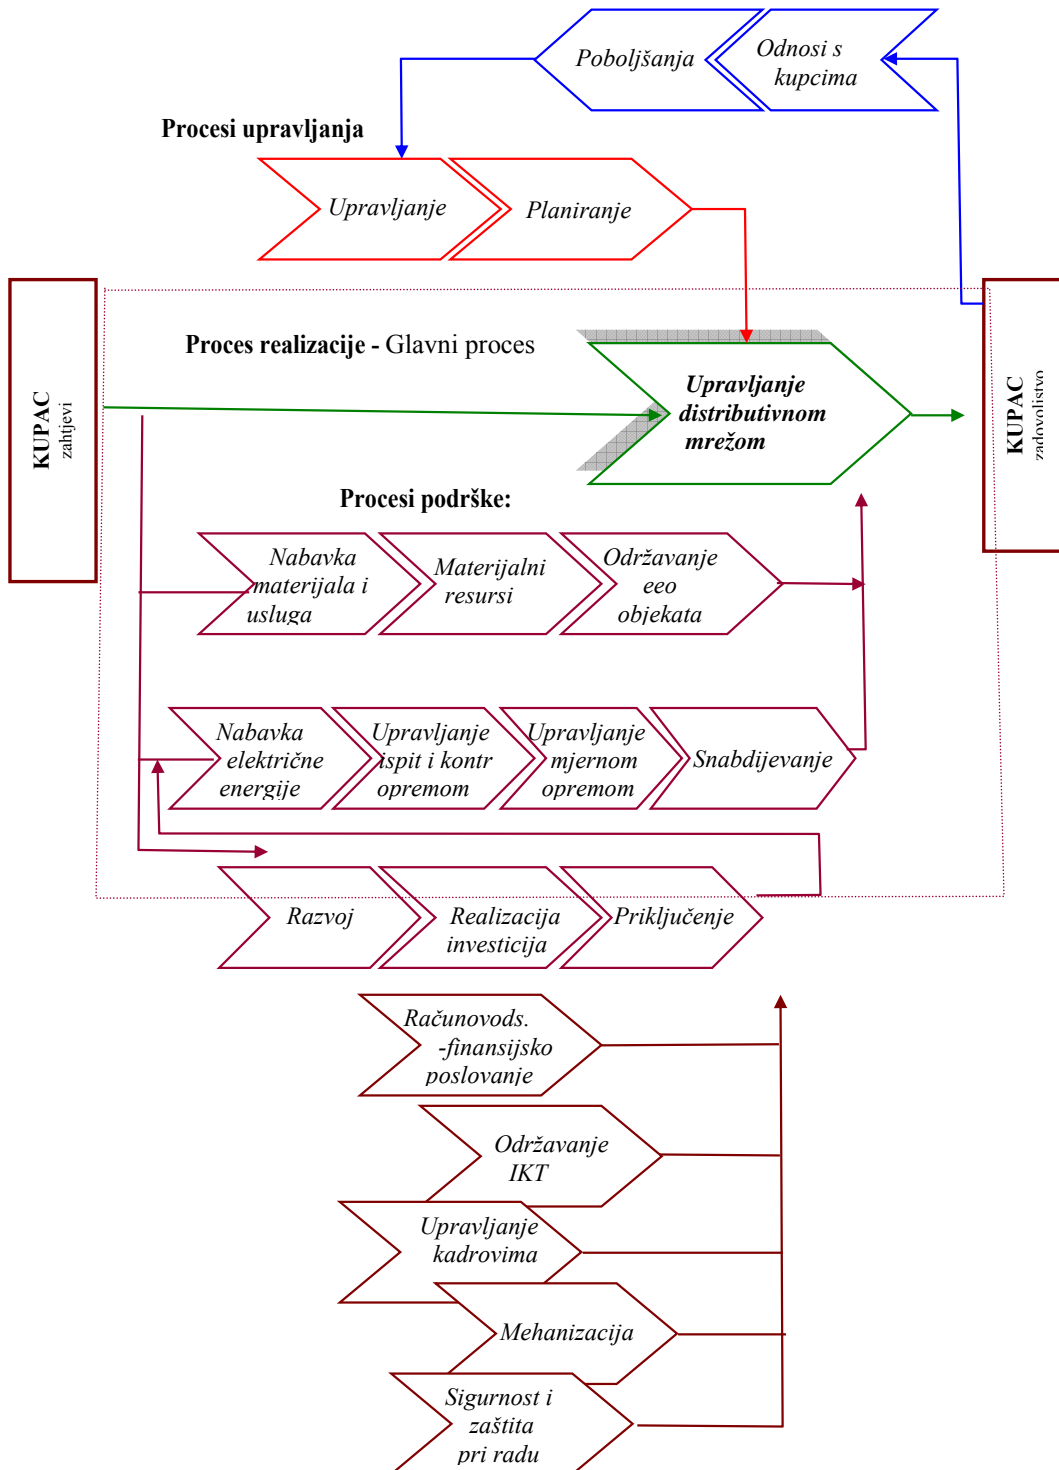 Poboljšanja
Odnosi s
kupcima
Procesi upravljanja
Upravljanje
Planiranje
KUPAC
zahtjevi
Proces realizacije - Glavni proces
Upravljanje
distributivnom
mrežom
KUPAC
zadovoljstvo
Procesi podrške:
Nabavka
materijala i
usluga
Materijalni
resursi
Održavanje
eeo
objekata
Nabavka
električne
energije
Upravljanje
ispit i kontr
opremom
Upravljanje
mjernom
opremom
Snabdijevanje
Razvoj
Realizacija
investicija
Priključenje
Računovods.
-finansijsko
poslovanje
Održavanje
IKT
Upravljanje
kadrovima
Mehanizacija
Sigurnost i
zaštita
pri radu